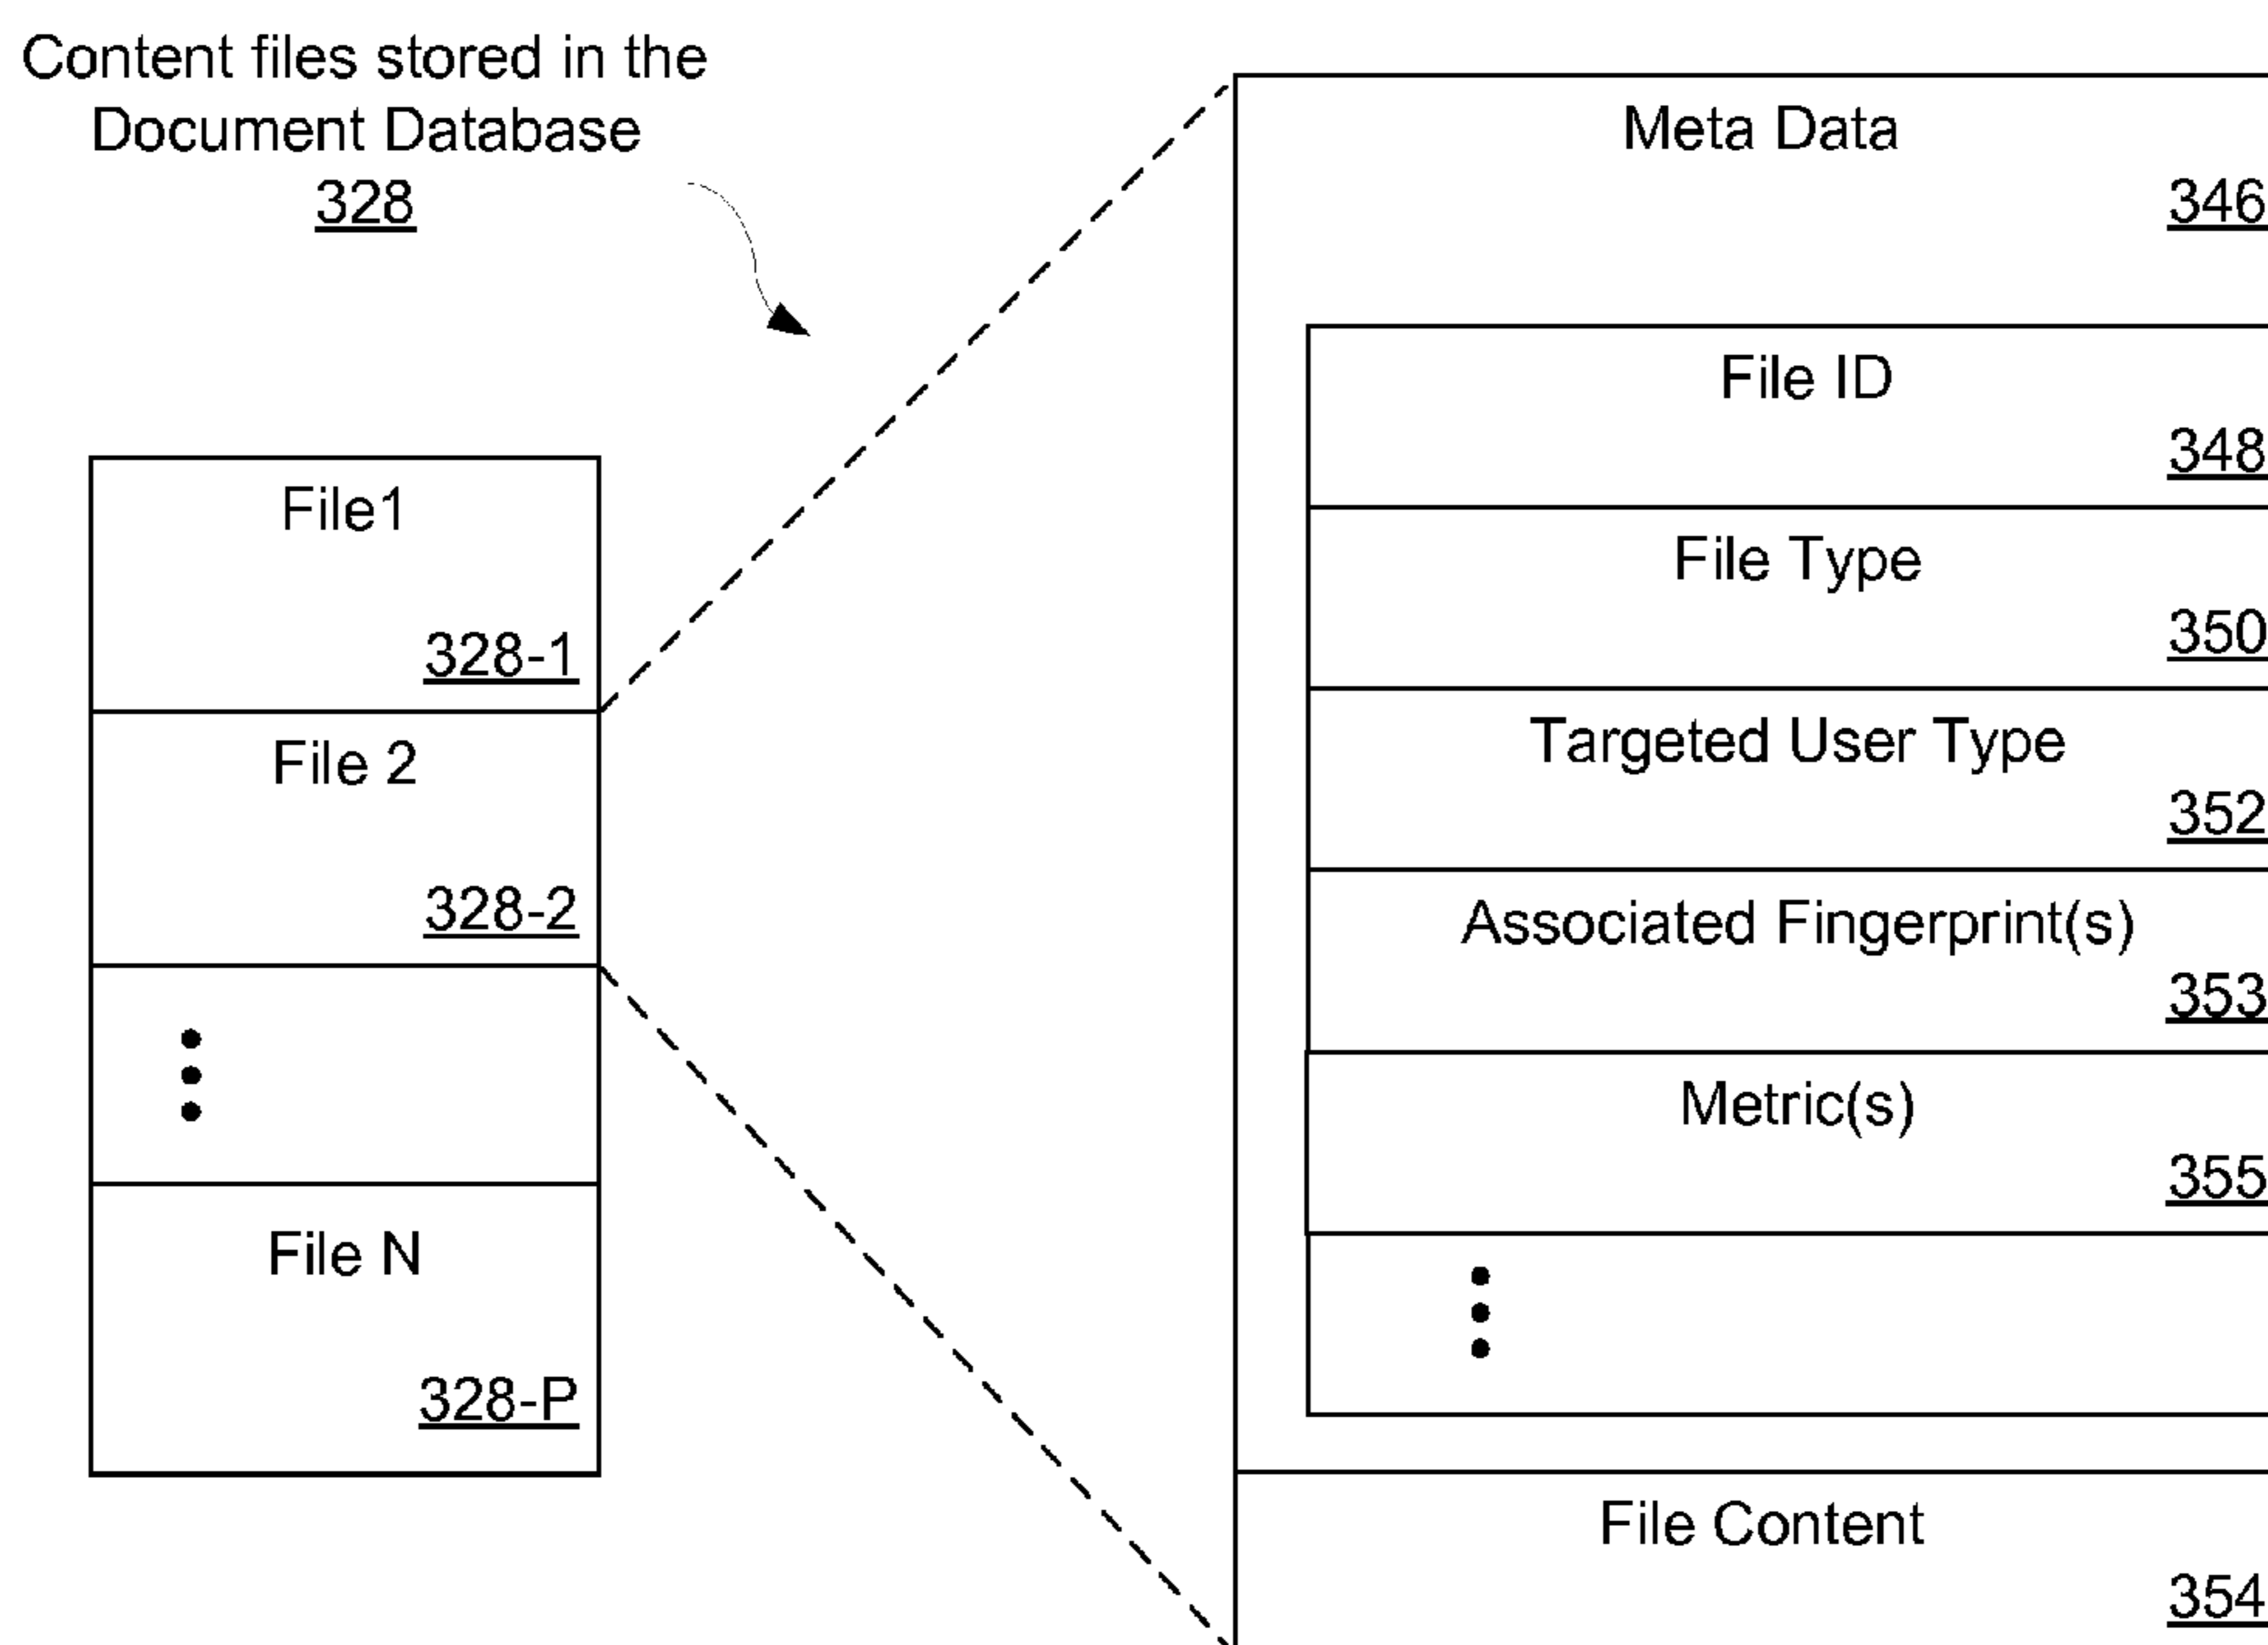 Content files stored in the
Document Database
328
File1
328-1
File 2
328-2
File N
328-P
Meta Data
346
File ID
348
File Type
350
Targeted User Type
352
Associated Fingerprint(s)
353
Metric(s)
355
File Content
354